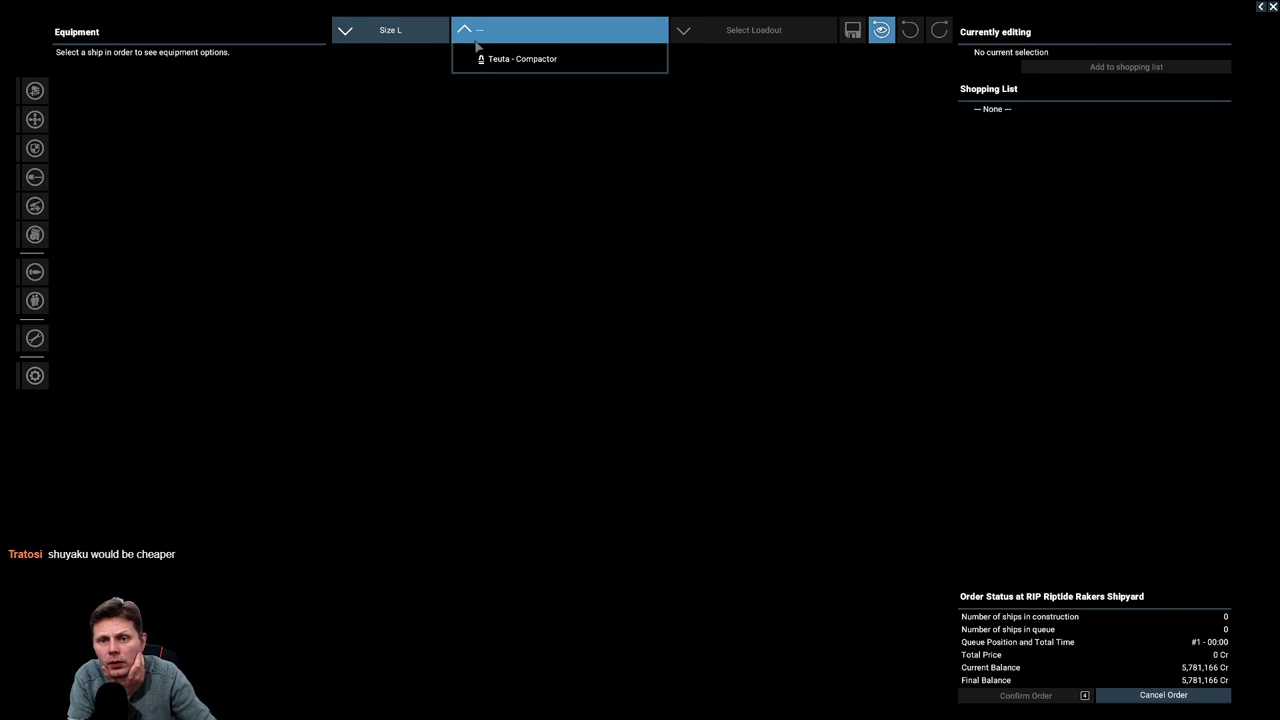 Equipment
Select a ship in order to see equipment options.
Size L
—
Select Loadout
Teuta - Compactor
Currently editing
No current selection
Add to shopping list
Shopping List
— None —
Tratosi shuyaku would be cheaper
Order Status at RIP Riptide Rakers Shipyard
Number of ships in construction 0
Number of ships in queue 0
Queue Position and Total Time #1 - 00:00
Total Price 0 Cr
Current Balance 5,781,166 Cr
Final Balance 5,781,166 Cr
Confirm Order 4
Cancel Order